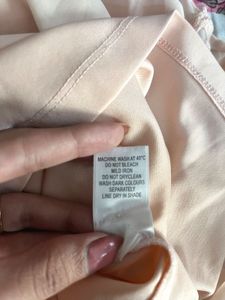 MACHINE WASH AT 40°C
DO NOT BLEACH
MILD IRON
DO NOT DRYCLEAN
WASH DARK COLOURS
SEPARATELY
LINE DRY IN SHADE